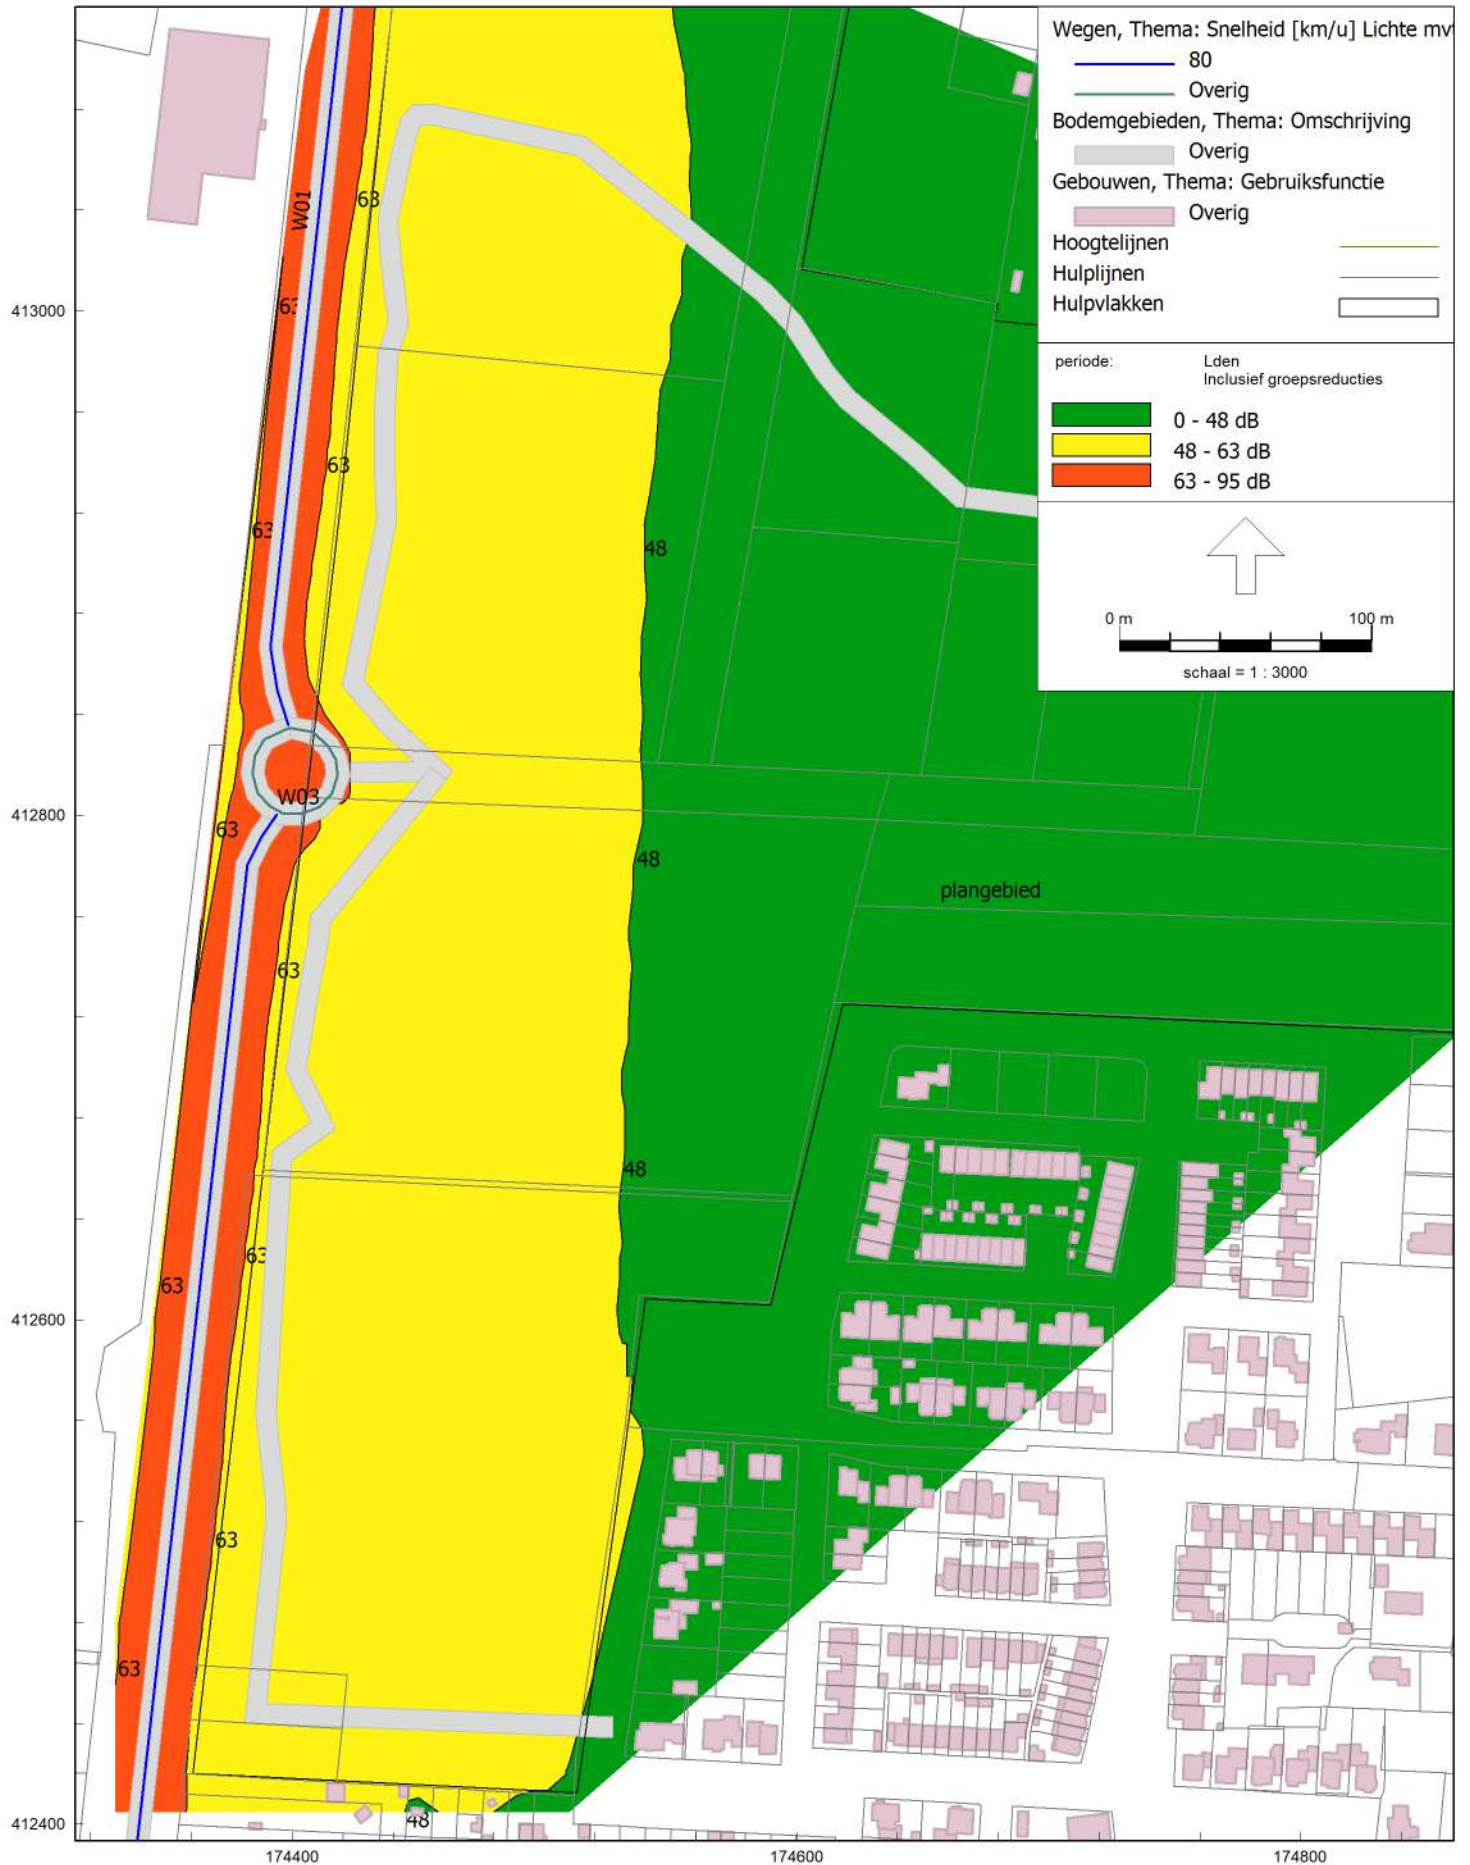 Wegen, Thema: Snelheid [km/u] Lichte mv
80
Overig
Bodemgebieden, Thema: Omschrijving
Overig
Gebouwen, Thema: Gebruiksfunctie
Overig
Hoogtelijnen
Hulplijnen
Hulpvlakken
periode:
Lden
Inclusief groepsreducties
0 - 48 dB
48 - 63 dB
63 - 95 dB
0 m
100 m
schaal = 1 : 3000
W01
63
63
413000
63
63
48
W03
412800
63
48
plangebied
63
48
63
63
412600
63
63
48
412400
174400
174600
174800